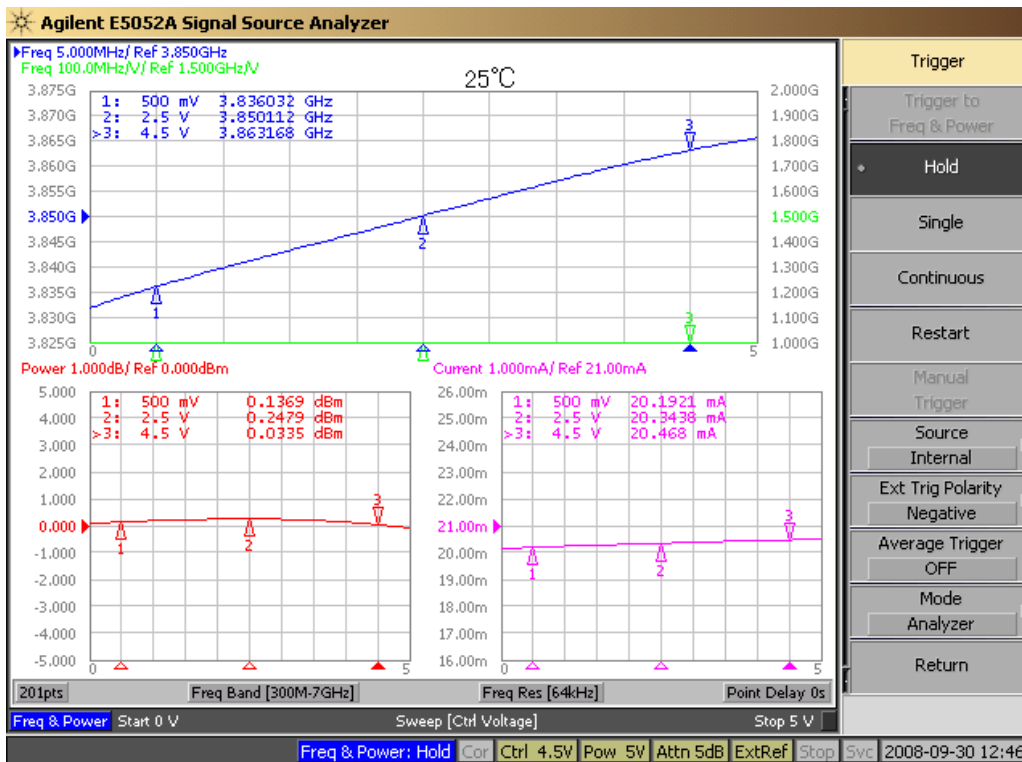 Agilent E5052A Signal Source Analyzer
Freq 5.000MHz/ Ref 3.850GHz
Freq 100.0MHz/V/ Ref 1.500GHz/V
25℃
3.875G
3.870G
3.865G
3.860G
3.855G
3.850G
3.845G
3.840G
3.835G
3.830G
3.825G
1: 500 mV 3.836032 GHz
2: 2.5 V 3.850112 GHz
>3: 4.5 V 3.863168 GHz
1
2
3
3
0
5
2.000G
1.900G
1.800G
1.700G
1.600G
1.500G
1.400G
1.300G
1.200G
1.100G
1.000G
Power 1.000dB/ Ref 0.000dBm
5.000
4.000
3.000
2.000
1.000
0.000
-1.000
-2.000
-3.000
-4.000
-5.000
1: 500 mV 0.1369 dBm
2: 2.5 V 0.2479 dBm
>3: 4.5 V 0.0335 dBm
1
2
3
0
5
Current 1.000mA/ Ref 21.00mA
26.00m
25.00m
24.00m
23.00m
22.00m
21.00m
20.00m
19.00m
18.00m
17.00m
16.00m
1: 500 mV 20.1921 mA
2: 2.5 V 20.3438 mA
>3: 4.5 V 20.468 mA
1
2
3
0
5
201pts Freq Band [300M-7GHz] Freq Res [64kHz] Point Delay 0s
Freq & Power Start 0 V Sweep [Ctrl Voltage] Stop 5 V
Trigger
Trigger to
Freq & Power
Hold
Single
Continuous
Restart
Manual
Trigger
Source
Internal
Ext Trig Polarity
Negative
Average Trigger
OFF
Mode
Analyzer
Return
Freq & Power: Hold Cor Ctrl 4.5V Pow 5V Attn 5dB ExtRef Stop Svc 2008-09-30 12:46